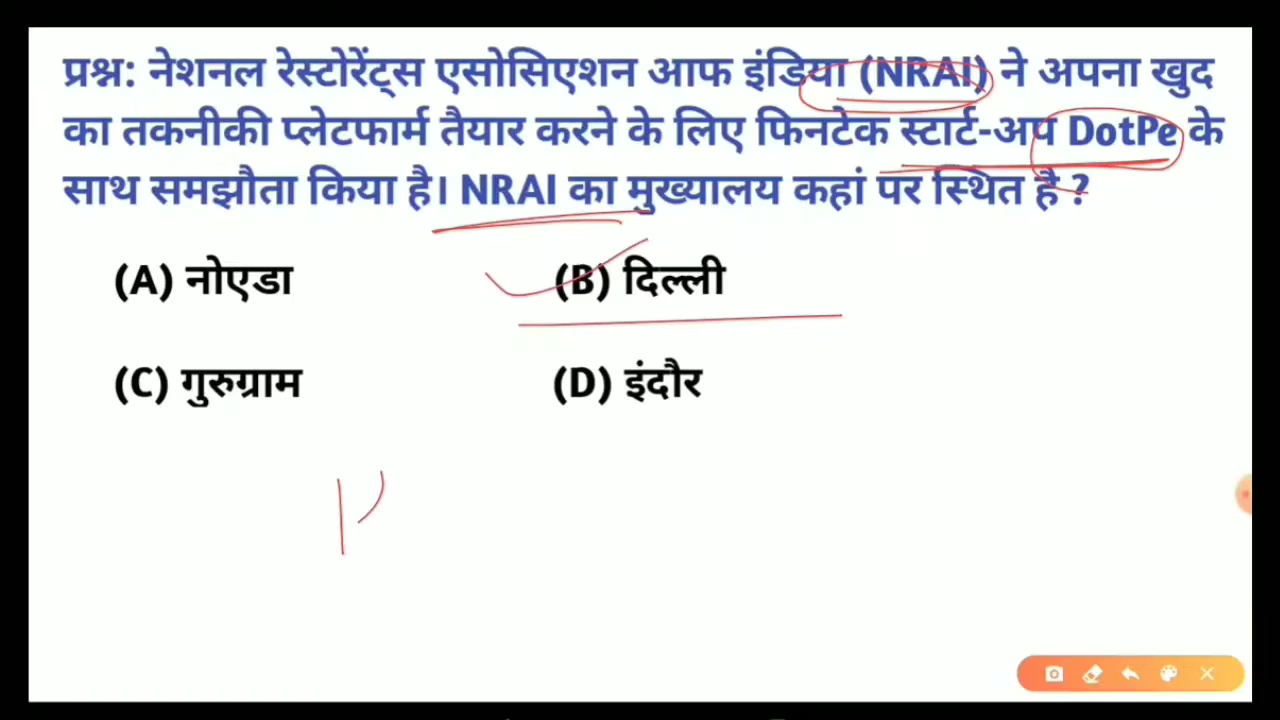 प्रश्न: नेशनल रेस्टोरेंट्स एसोसिएशन आफ इंडिया (NRAI) ने अपना खुद
का तकनीकी प्लेटफार्म तैयार करने के लिए फिनटेक स्टार्ट-अप DotPe के
साथ समझौता किया है। NRAI का मुख्यालय कहां पर स्थित है ?
(A) नोएडा (B) दिल्ली
(C) गुरुग्राम (D) इंदौर